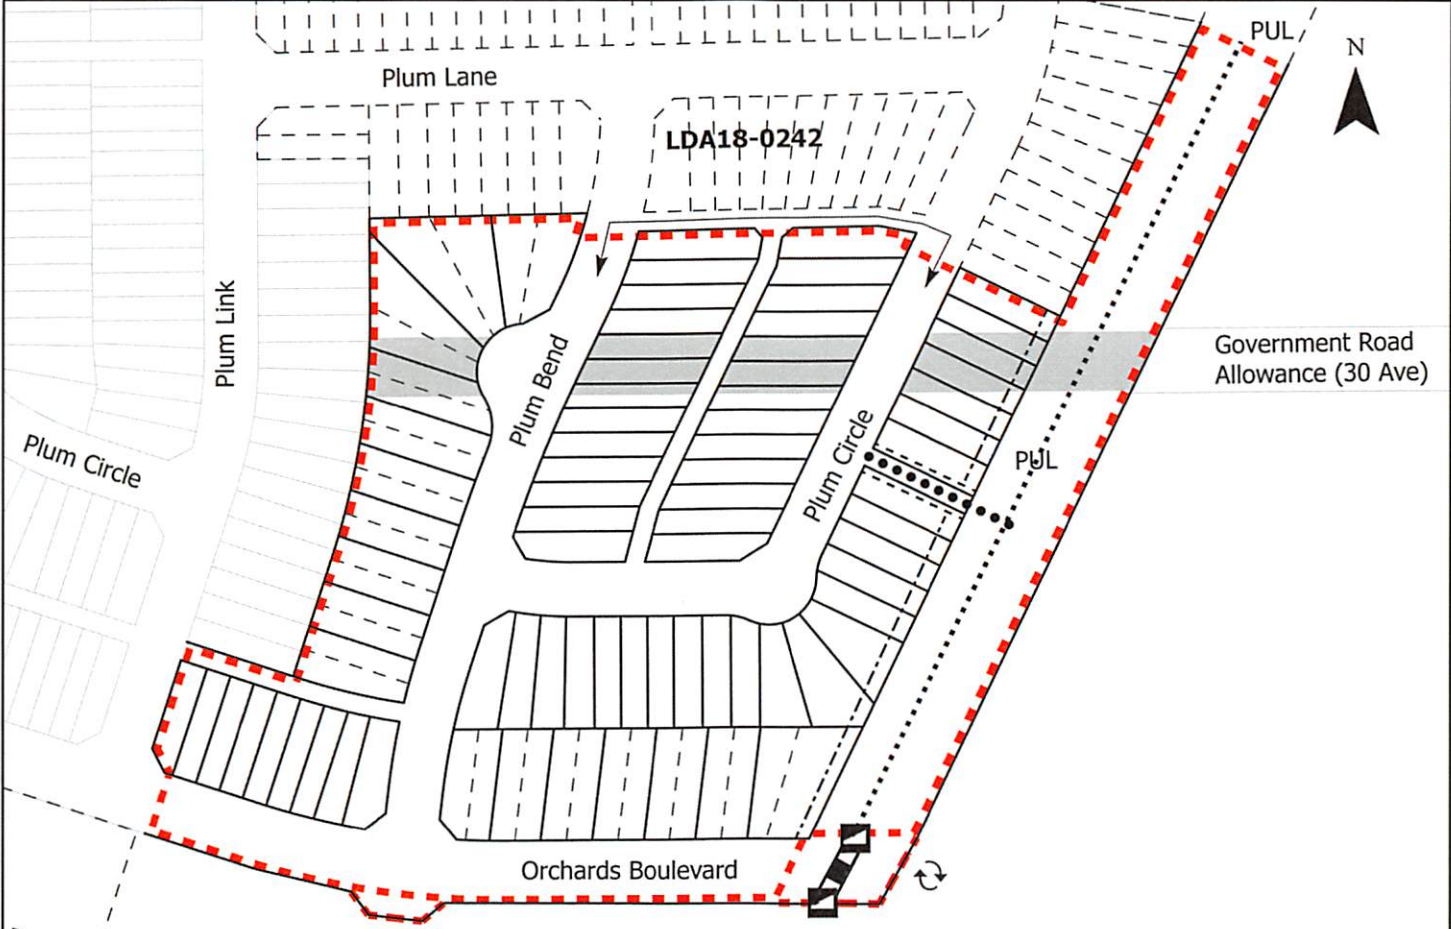 PUL
N
Plum Lane
LDA18-0242
Plum Link
Government Road
Allowance (30 Ave)
Plum Bend
Plum Circle
Plum Circle
PUL
Orchards Boulevard